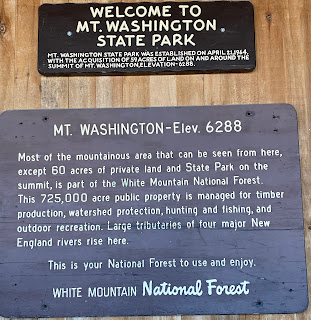 WELCOME TO
MT. WASHINGTON
STATE PARK
MT. WASHINGTON STATE PARK WAS ESTABLISHED ON APRIL 21, 1964,
WITH THE ACQUISITION OF 59 ACRES OF LAND ON AND AROUND THE
SUMMIT OF MT. WASHINGTON, ELEVATION-6288.
MT. WASHINGTON-Elev. 6288
Most of the mountainous area that can be seen from here,
except 60 acres of private land and State Park on the
summit, is part of the White Mountain National Forest.
This 725,000 acre public property is managed for timber
production, watershed protection, hunting and fishing, and
outdoor recreation. Large tributaries of four major New
England rivers rise here.
This is your National Forest to use and enjoy.
WHITE MOUNTAIN National Forest